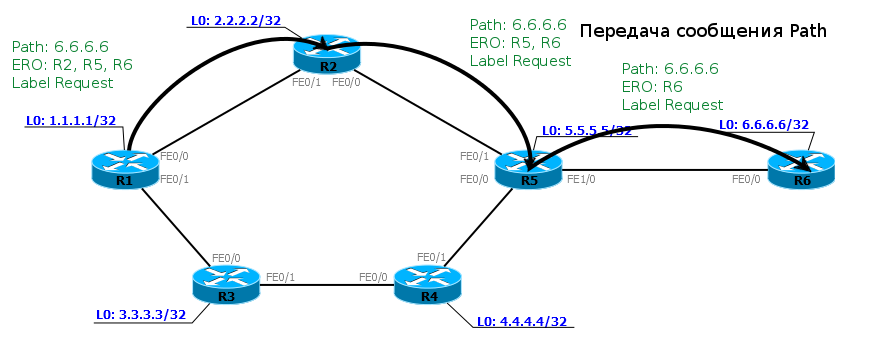 L0: 2.2.2.2/32
Path: 6.6.6.6
ERO: R5, R6
Label Request
Передача сообщения Path
Path: 6.6.6.6
ERO: R2, R5, R6
Label Request
R2
FE0/1
FE0/0
Path: 6.6.6.6
ERO: R6
Label Request
L0: 1.1.1.1/32
L0: 5.5.5.5/32
L0: 6.6.6.6/32
FE0/0
FE0/1
R1
FE0/1
FE0/0
R5
FE1/0
FE0/0
R6
FE0/0
FE0/1
R3
FE0/1
FE0/0
R4
L0: 3.3.3.3/32
L0: 4.4.4.4/32